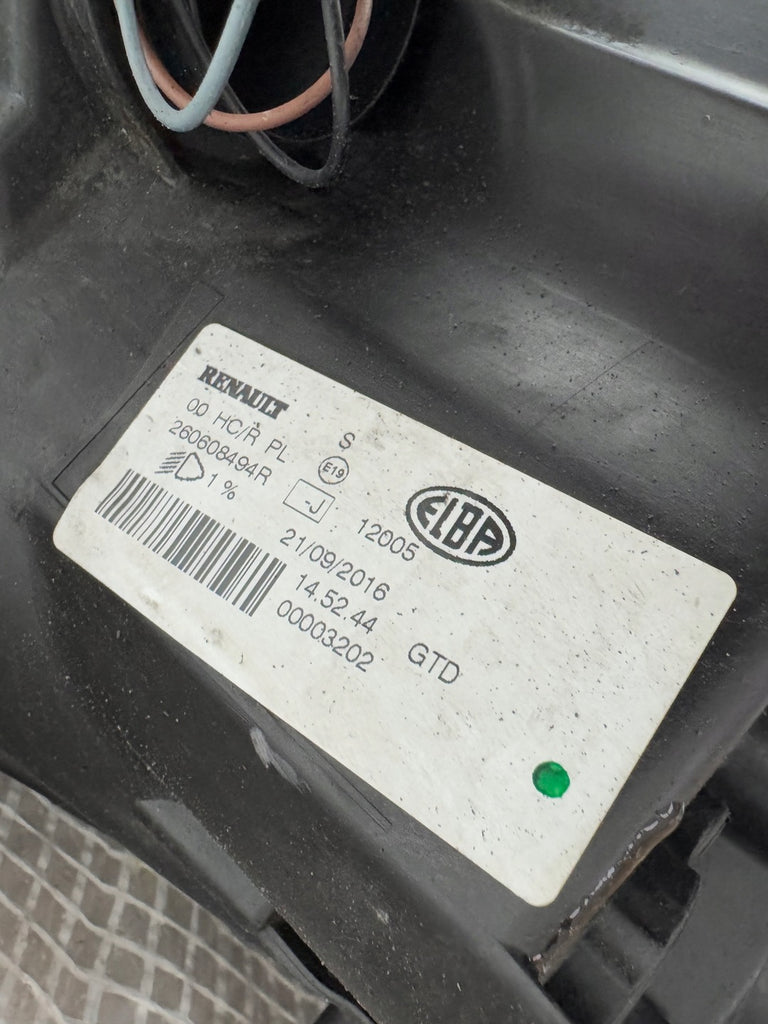 RENAULT
00 HC/R PL S
260608494R E19
1 % -J 12005 ELBA
21/09/2016
14.52.44
00003202 GTD